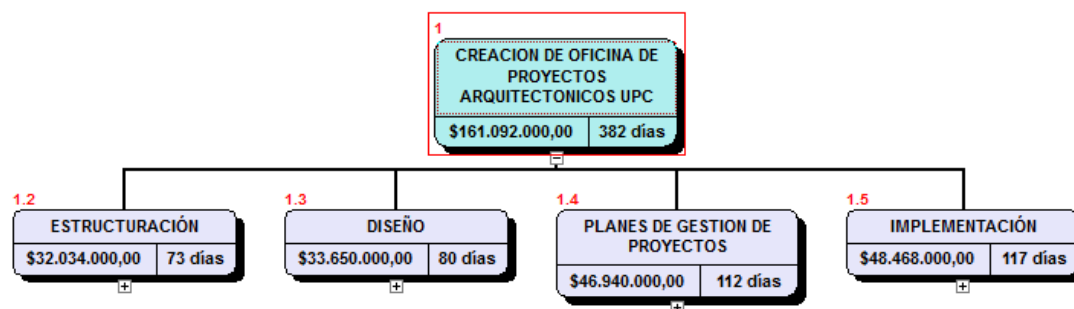 1
CREACION DE OFICINA DE
PROYECTOS
ARQUITECTONICOS UPC
$161.092.000,00 382 días
1.2
ESTRUCTURACIÓN
$32.034.000,00 73 días
1.3
DISEÑO
$33.650.000,00 80 días
1.4
PLANES DE GESTION DE
PROYECTOS
$46.940.000,00 112 días
1.5
IMPLEMENTACIÓN
$48.468.000,00 117 días